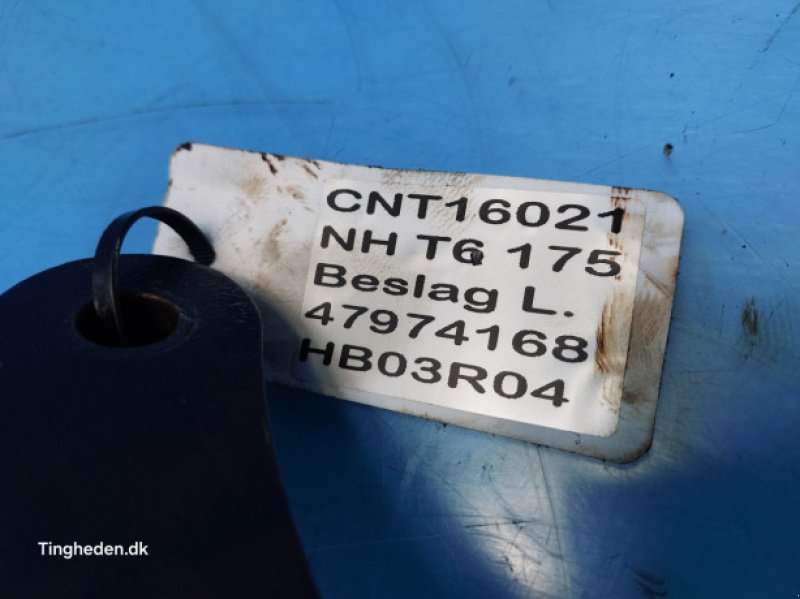 CNT16021
NH T6 175
Beslag L.
47974168
HB03R04
Tingheden.dk